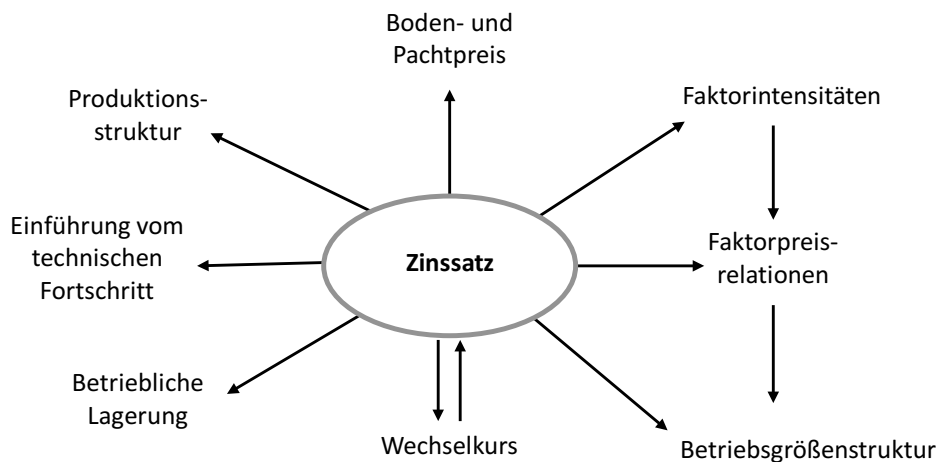 Boden- und
Pachtpreis
Produktions-
struktur
Faktorintensitäten
Einführung vom
technischen
Fortschritt
Zinssatz
Faktorpreis-
relationen
Betriebliche
Lagerung
Wechselkurs
Betriebsgrößenstruktur